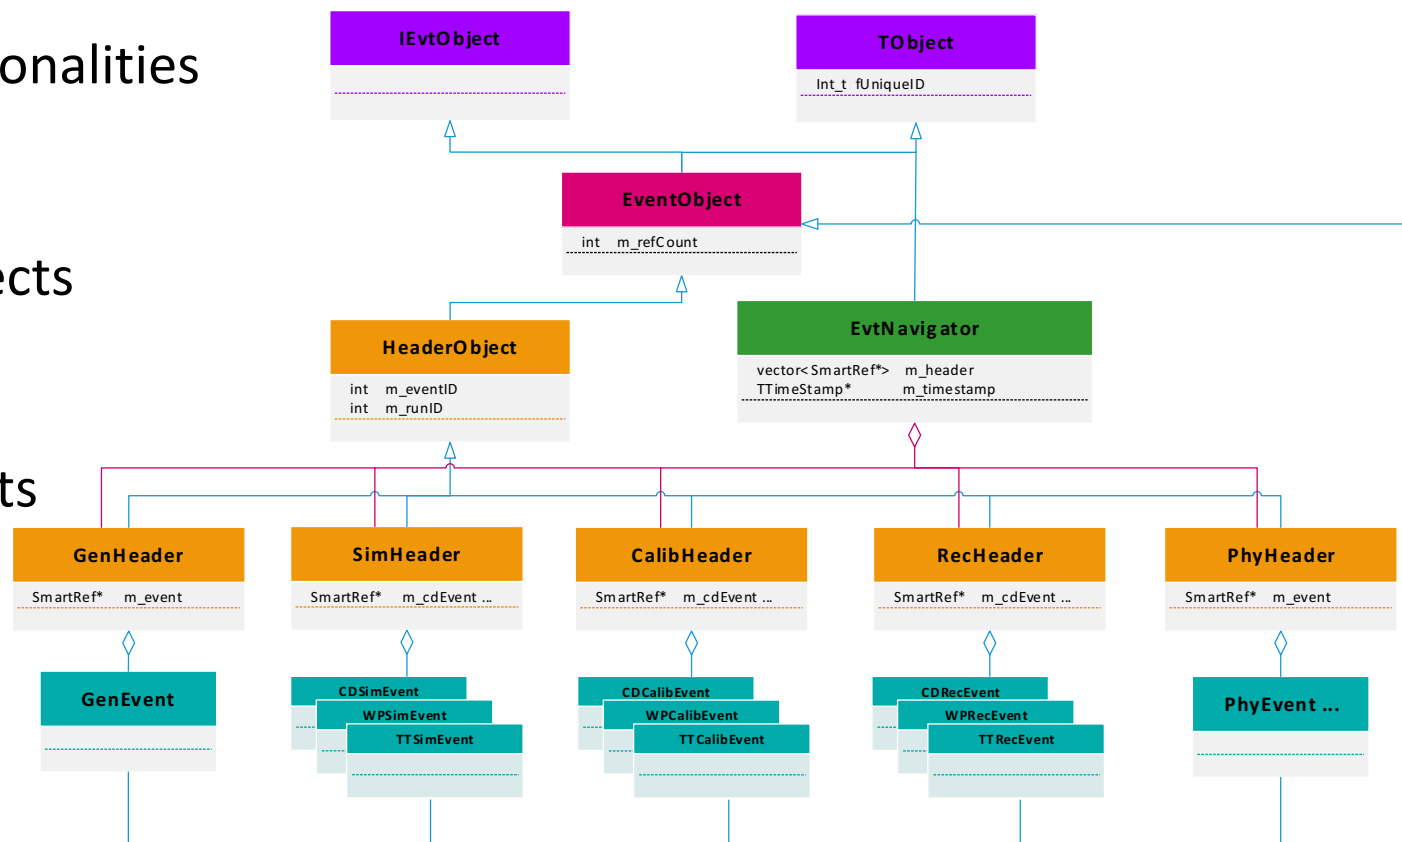 onalities
ects
ts
IEvtObject
TObject
Int_t fUniqueID
EventObject
int m_refCount
HeaderObject
int m_eventID
int m_runID
EvtNavigator
vector<SmartRef*> m_header
TTimeStamp* m_timestamp
GenHeader
SmartRef* m_event
SimHeader
SmartRef* m_cdEvent ...
CalibHeader
SmartRef* m_cdEvent ...
RecHeader
SmartRef* m_cdEvent ...
PhyHeader
SmartRef* m_event
GenEvent
CDSimEvent
WPSimEvent
TTSimEvent
CDCalibEvent
WPCalibEvent
TTCalibEvent
CDRecEvent
WPRecEvent
TTRecEvent
PhyEvent ...